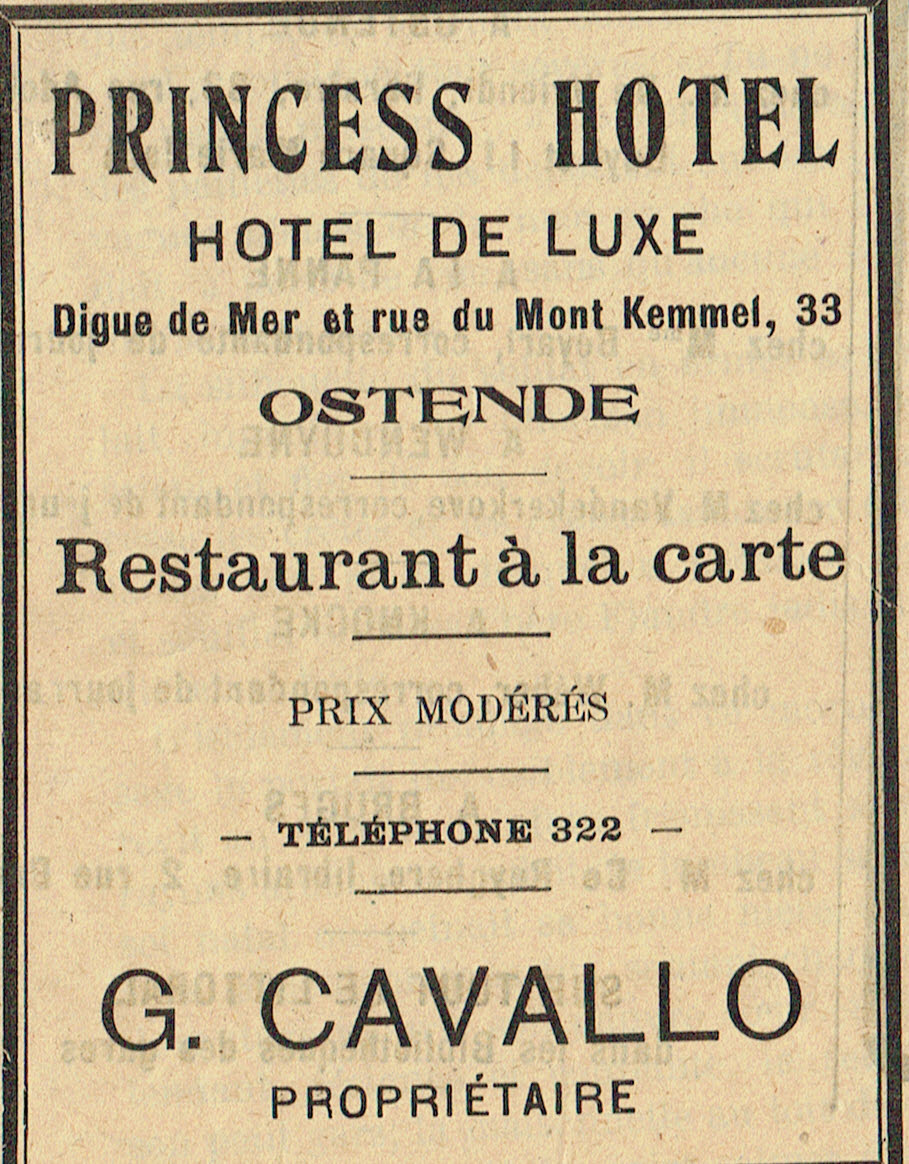 PRINCESS HOTEL
HOTEL DE LUXE
Digue de Mer et rue du Mont Kemmel, 33
OSTENDE
Restaurant à la carte
PRIX MODÉRÉS
— TÉLÉPHONE 322 —
G. CAVALLO
PROPRIÉTAIRE